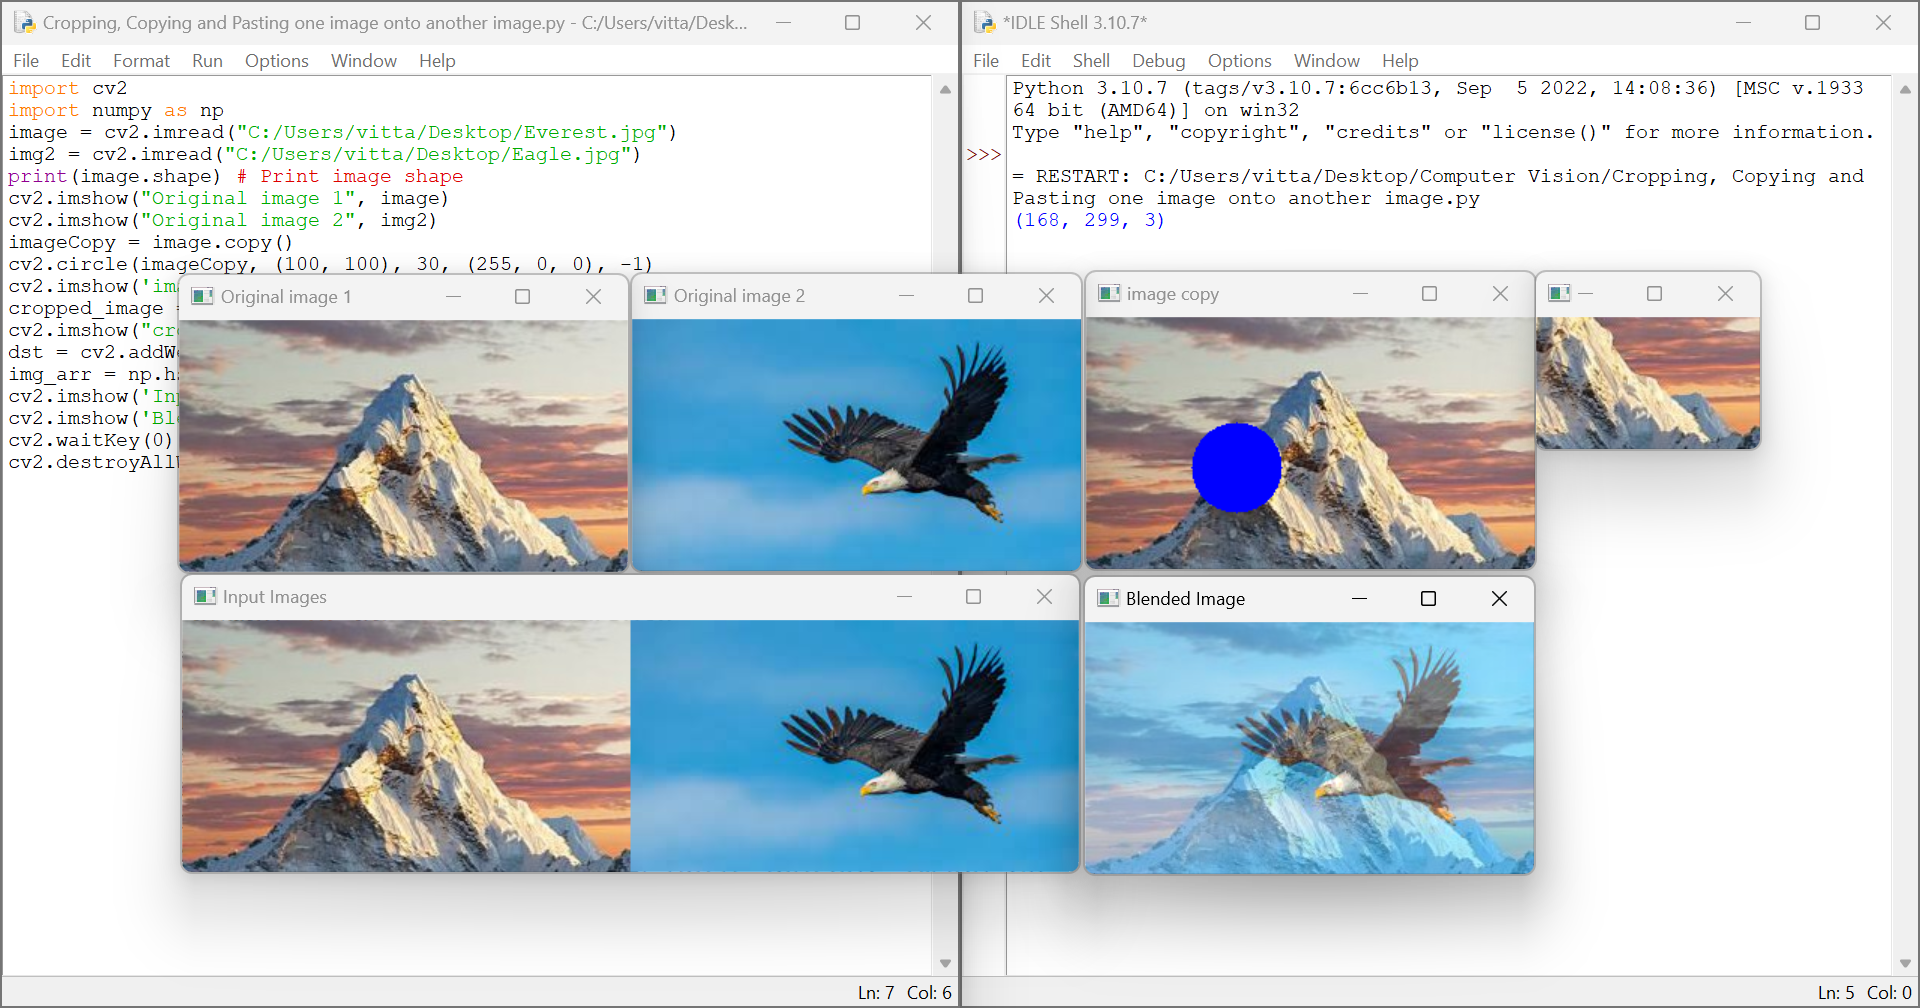 Cropping, Copying and Pasting one image onto another image.py - C:/Users/vitta/Desk...
File Edit Format Run Options Window Help
import cv2
import numpy as np
image = cv2.imread("C:/Users/vitta/Desktop/Everest.jpg")
img2 = cv2.imread("C:/Users/vitta/Desktop/Eagle.jpg")
print(image.shape) # Print image shape
cv2.imshow("Original image 1", image)
cv2.imshow("Original image 2", img2)
imageCopy = image.copy()
cv2.circle(imageCopy, (100, 100), 30, (255, 0, 0), -1)
cv2.imshow('im
cropped_image =
cv2.imshow("cr
dst = cv2.addW
img_arr = np.h
cv2.imshow('In
cv2.imshow('Bl
cv2.waitKey(0)
cv2.destroyAll
Ln: 7 Col: 6
*IDLE Shell 3.10.7*
File Edit Shell Debug Options Window Help
Python 3.10.7 (tags/v3.10.7:6cc6b13, Sep  5 2022, 14:08:36) [MSC v.1933
64 bit (AMD64)] on win32
Type "help", "copyright", "credits" or "license()" for more information.
>>>
= RESTART: C:/Users/vitta/Desktop/Computer Vision/Cropping, Copying and
Pasting one image onto another image.py
(168, 299, 3)
Ln: 5 Col: 0
Original image 1
Original image 2
image copy
Input Images
Blended Image